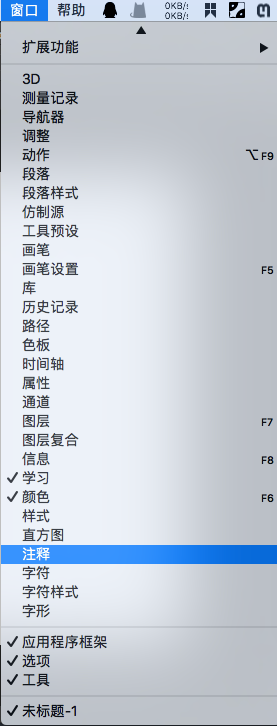 窗口 帮助 0KB/s
0KB/s
扩展功能
3D
测量记录
导航器
调整
动作 ⌥F9
段落
段落样式
仿制源
工具预设
画笔
画笔设置 F5
库
历史记录
路径
色板
时间轴
属性
通道
图层 F7
图层复合
信息 F8
学习
颜色 F6
样式
直方图
注释
字符
字符样式
字形
应用程序框架
选项
工具
未标题-1